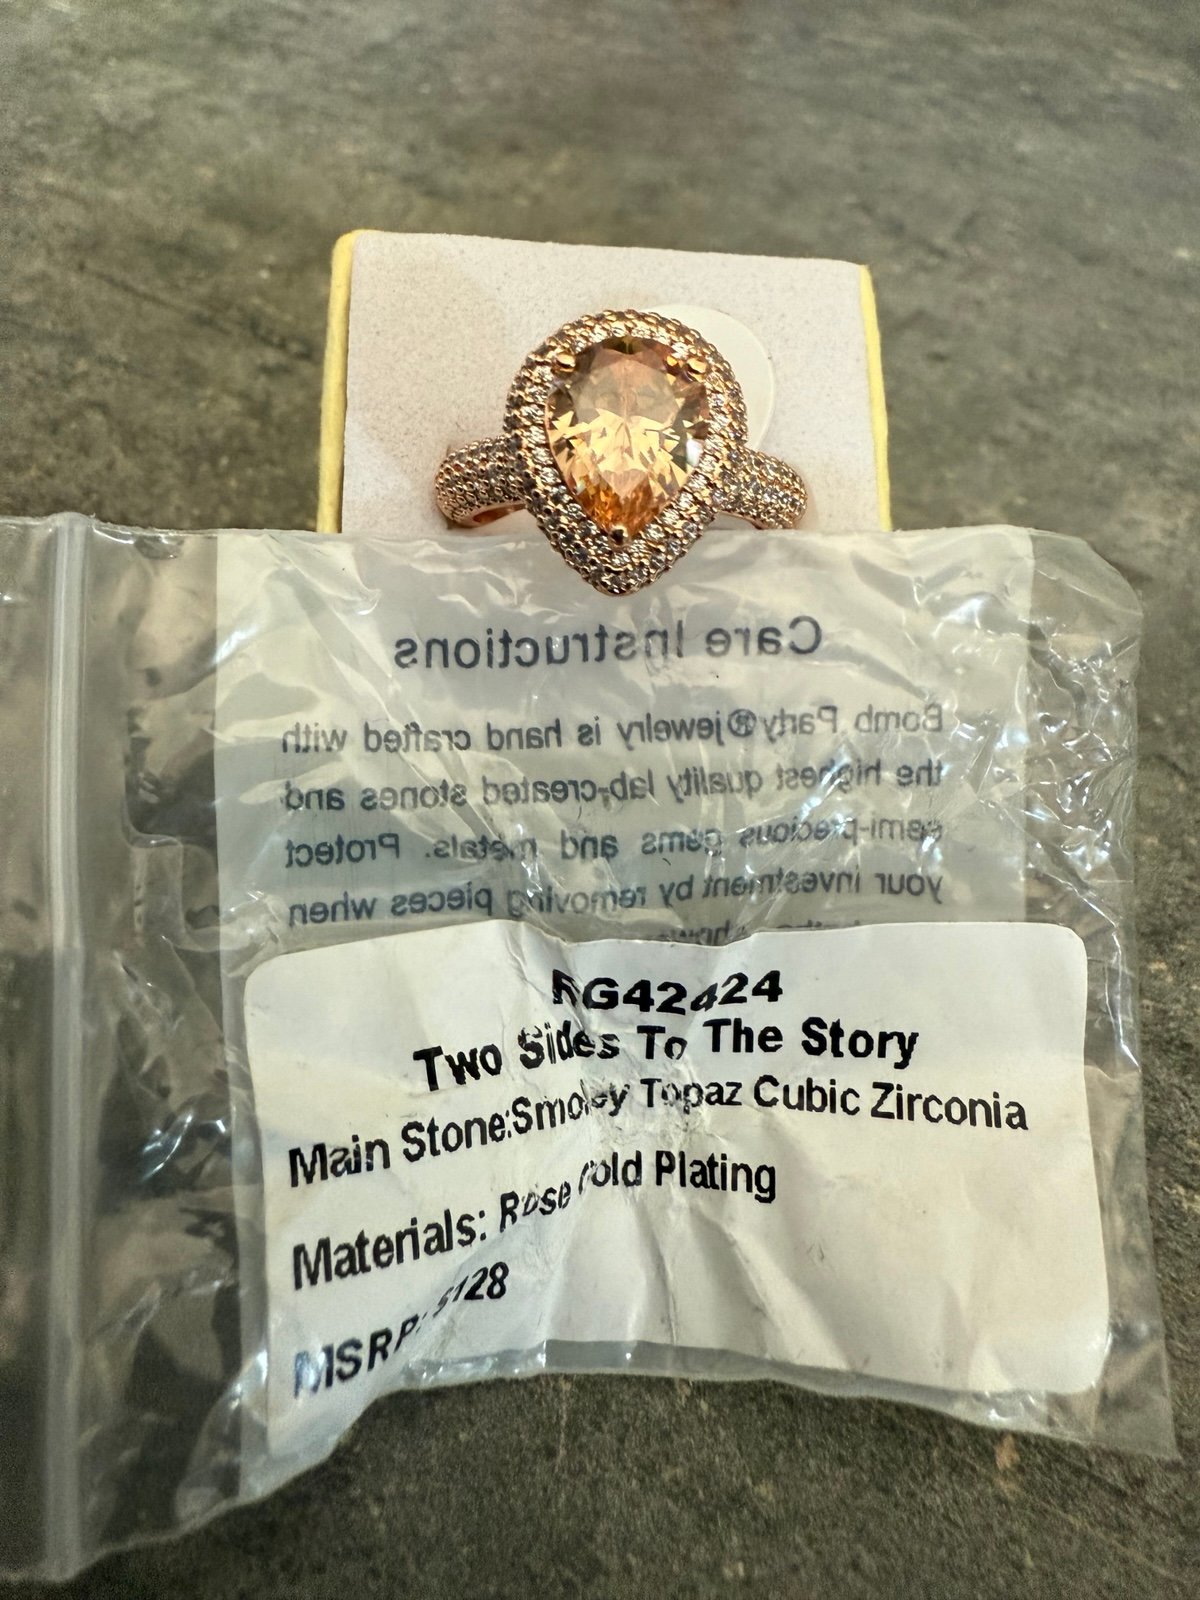 Care Instructions
Bomb Party® jewelry is hand crafted with
the highest quality lab-created stones and
semi-precious gems and metals. Protect
your investment by removing pieces when
RG42424
Two Sides To The Story
Main Stone:Smokey Topaz Cubic Zirconia
Materials: Rose Gold Plating
MSRP: $128